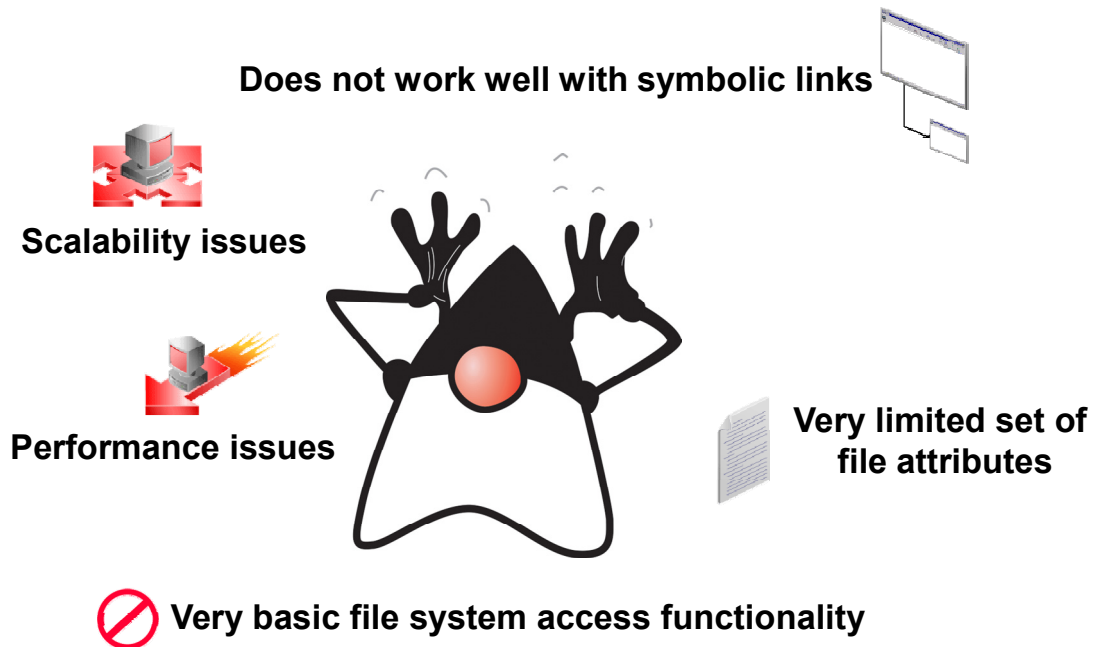 Does not work well with symbolic links
Scalability issues
Performance issues
Very limited set of
file attributes
Very basic file system access functionality